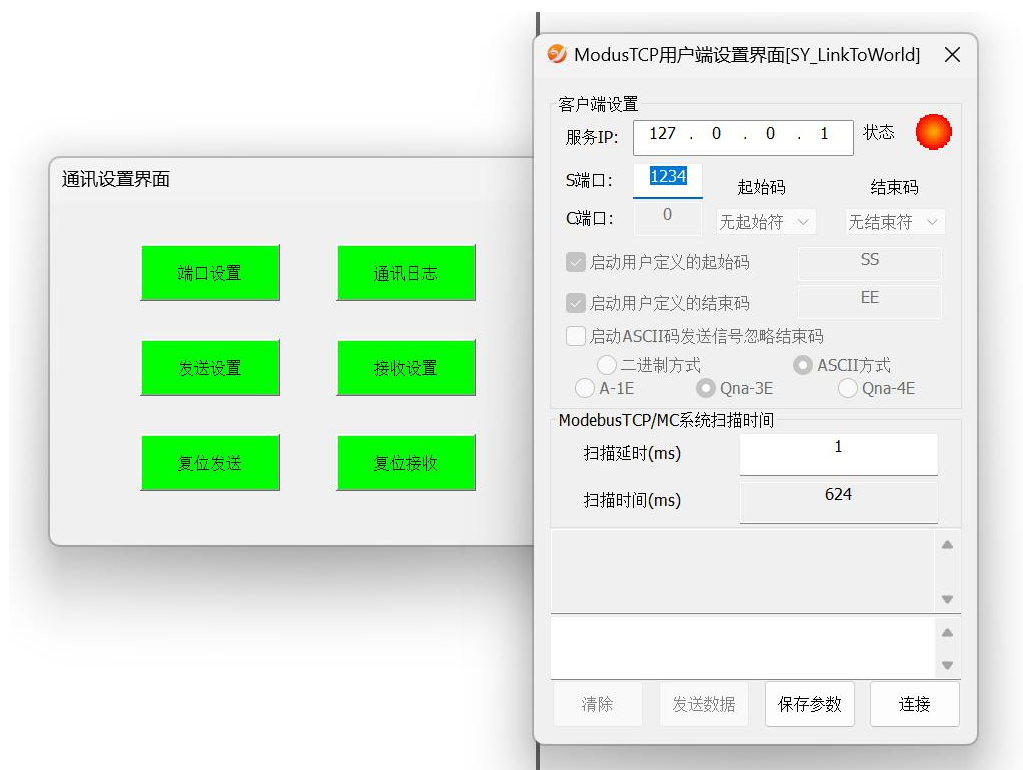 通讯设置界面
端口设置
通讯日志
发送设置
接收设置
复位发送
复位接收
ModusTCP用户端设置界面[SY_LinkToWorld]
客户端设置
服务IP: 127 . 0 . 0 . 1 状态
S端口: 1234 起始码 结束码
C端口: 0 无起始符 无结束符
启动用户定义的起始码 SS
启动用户定义的结束码 EE
启动ASCII码发送信号忽略结束码
二进制方式 ASCII方式
A-1E Qna-3E Qna-4E
ModebusTCP/MC系统扫描时间
扫描延时(ms) 1
扫描时间(ms) 624
清除 发送数据 保存参数 连接